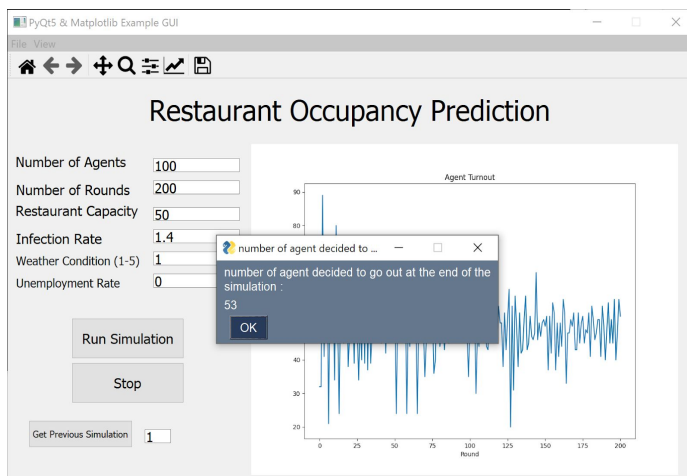 PyQt5 & Matplotlib Example GUI
File View
Restaurant Occupancy Prediction
Number of Agents 100
Number of Rounds 200
Restaurant Capacity 50
Infection Rate 1.4
Weather Condition (1-5) 1
Unemployment Rate 0
Run Simulation
Stop
Get Previous Simulation 1
Agent Turnout
90
80
40
30
20
0 25 50 75 100 125 150 175 200
Round
number of agent decided to ...
number of agent decided to go out at the end of the
simulation :
53
OK